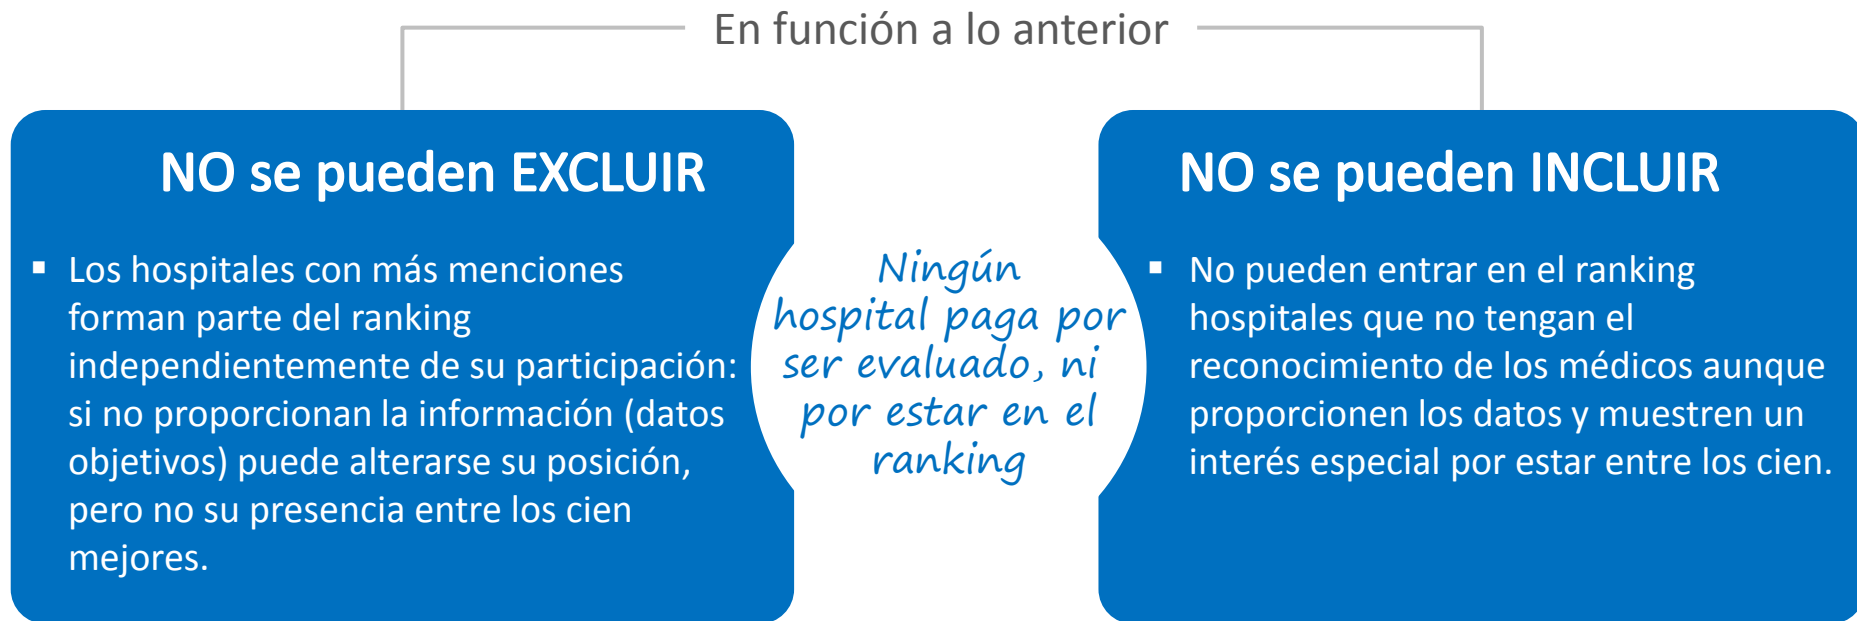 En función a lo anterior
NO se pueden EXCLUIR
▪ Los hospitales con más menciones
forman parte del ranking
independientemente de su participación:
si no proporcionan la información (datos
objetivos) puede alterarse su posición,
pero no su presencia entre los cien
mejores.
Ningún
hospital paga por
ser evaluado, ni
por estar en el
ranking
NO se pueden INCLUIR
▪ No pueden entrar en el ranking
hospitales que no tengan el
reconocimiento de los médicos aunque
proporcionen los datos y muestren un
interés especial por estar entre los cien.